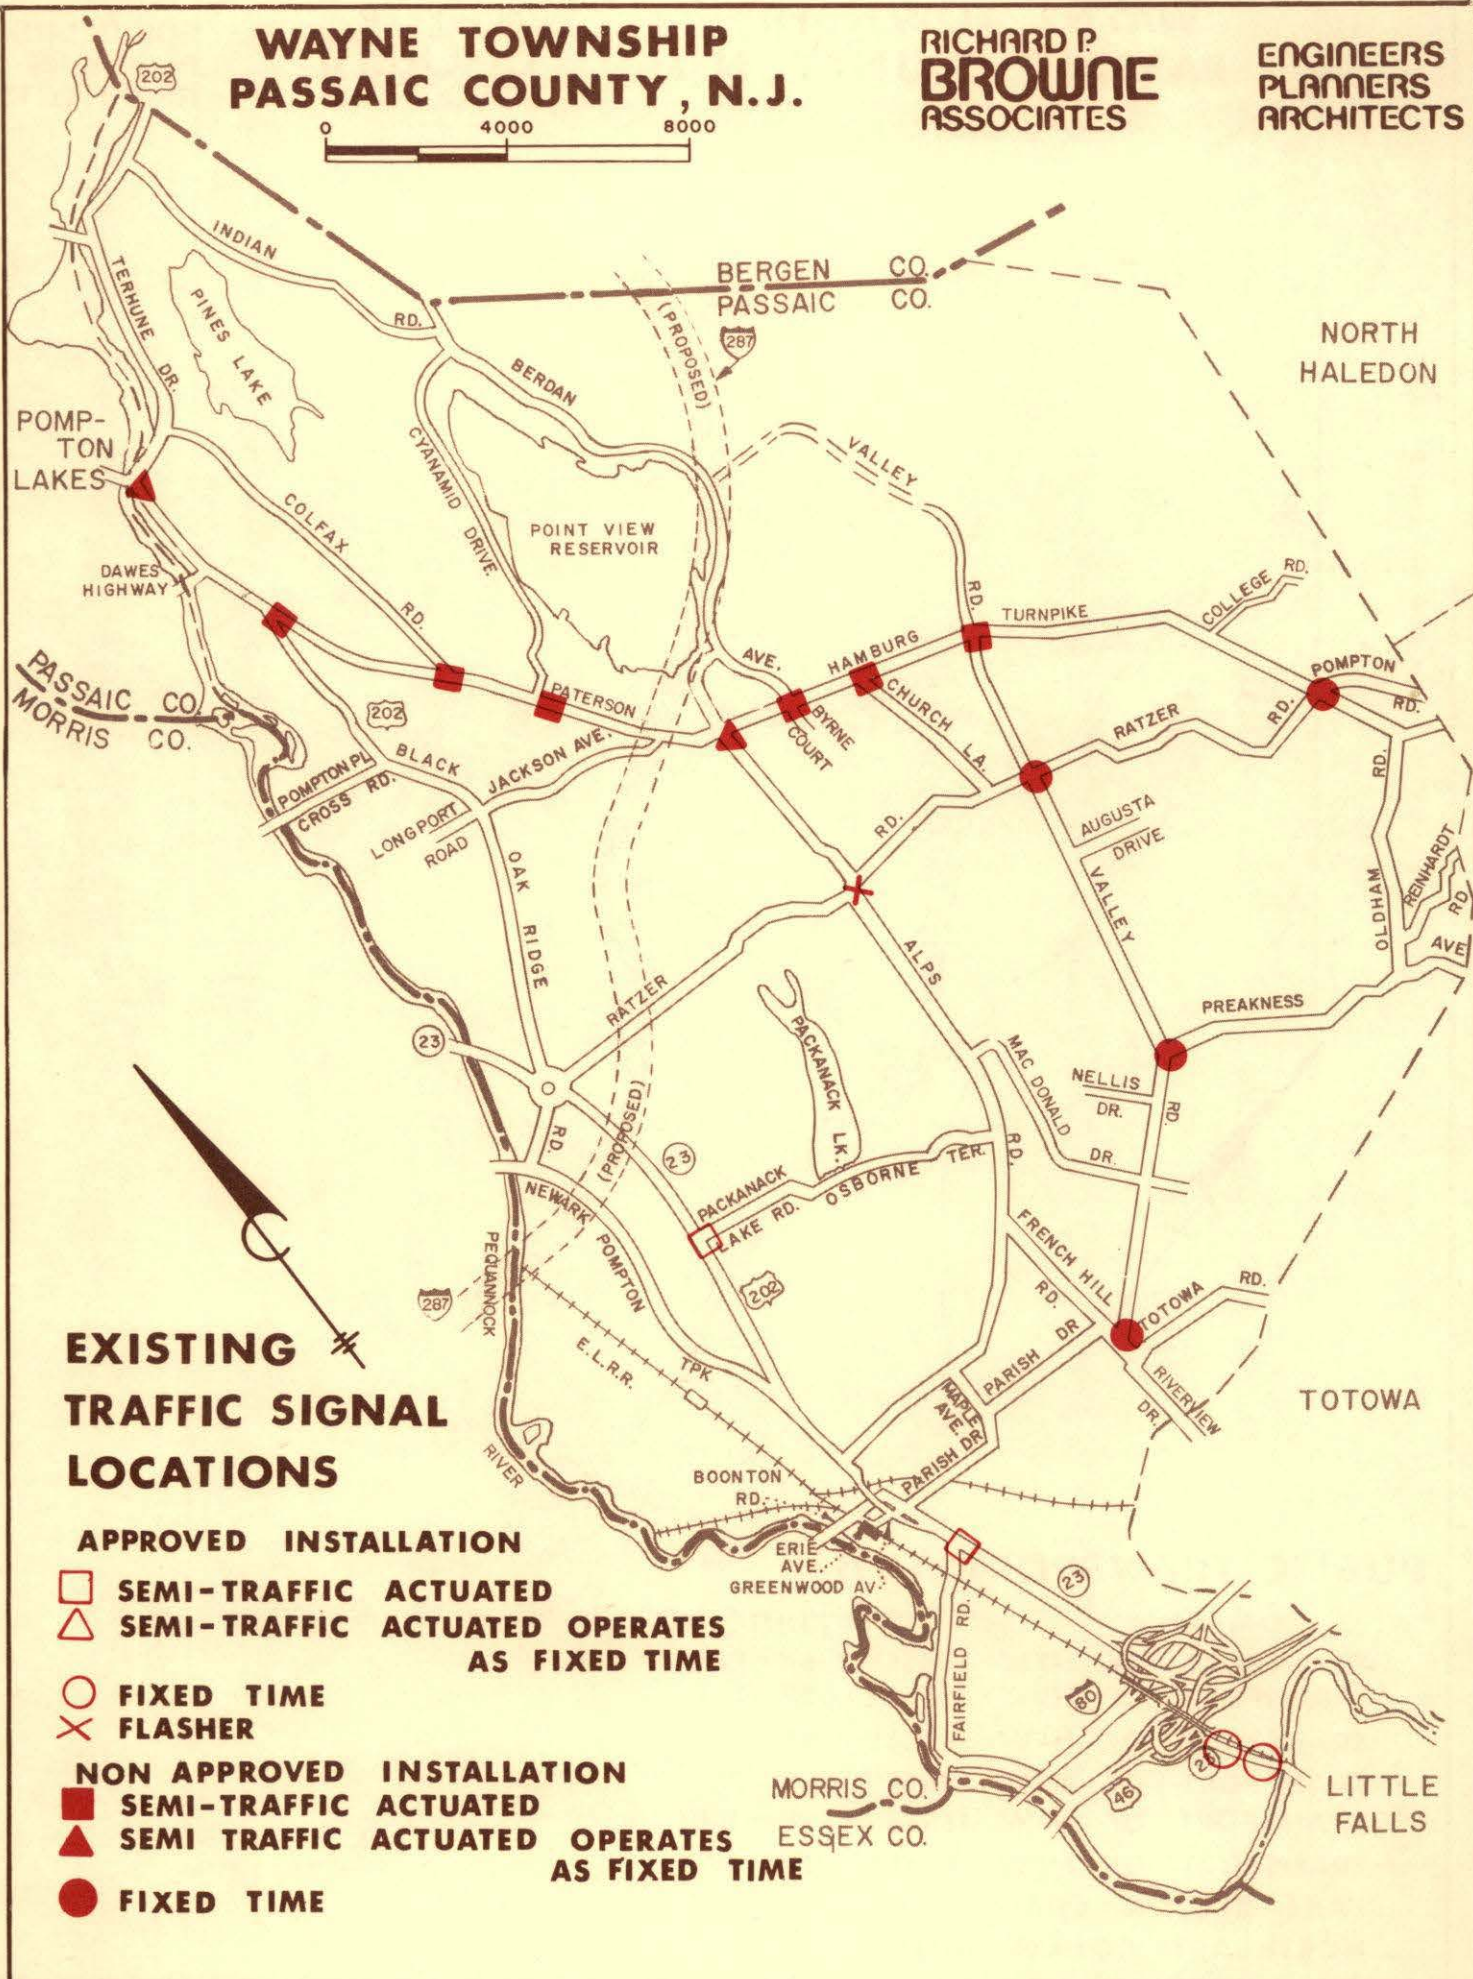 WAYNE TOWNSHIP
PASSAIC COUNTY, N.J.
0 4000 8000
RICHARD P.
BROWNE
ASSOCIATES
ENGINEERS
PLANNERS
ARCHITECTS
202
INDIAN
RD.
BERGEN CO.
PASSAIC CO.
(PROPOSED)
287
NORTH
HALEDON
TERHUNE DR.
PINES LAKE
BERDAN
AVE.
POMP-
TON
LAKES
CYANAMID DRIVE
VALLEY
RD.
COLFAX
RD.
POINT VIEW
RESERVOIR
DAWES
HIGHWAY
COLLEGE RD.
TURNPIKE
HAMBURG
POMPTON
RD.
PASSAIC CO.
MORRIS CO.
202
PATERSON
CHURCH LA.
BYRNE
COURT
RATZER
RD.
POMPTON PL.
CROSS RD.
BLACK
JACKSON AVE.
LONGPORT
ROAD
OAK RIDGE
RD.
RD.
AUGUSTA
DRIVE
VALLEY
RD.
OLDHAM
RD.
REINHARDT
RD.
AVE
PREAKNESS
ALPS
RD.
RATZER
23
PACKANACK LK.
MAC DONALD
DR.
NELLIS
DR.
(PROPOSED)
23
PACKANACK
LAKE RD.
OSBORNE TER.
NEWARK
POMPTON
TPK
PEQUANNOCK
RIVER
287
202
FRENCH HILL
RD.
TOTOWA RD.
E.L.R.R.
PARISH DR
MAPLE
AVE.
PARISH DR
RIVERVIEW
DR.
TOTOWA
BOONTON
RD.
ERIE
AVE.
GREENWOOD AV.
23
FAIRFIELD RD.
80
46
23
LITTLE
FALLS
MORRIS CO.
ESSEX CO.
EXISTING
TRAFFIC SIGNAL
LOCATIONS
APPROVED INSTALLATION
SEMI-TRAFFIC ACTUATED
SEMI-TRAFFIC ACTUATED OPERATES
AS FIXED TIME
FIXED TIME
FLASHER
NON APPROVED INSTALLATION
SEMI-TRAFFIC ACTUATED
SEMI TRAFFIC ACTUATED OPERATES
AS FIXED TIME
FIXED TIME